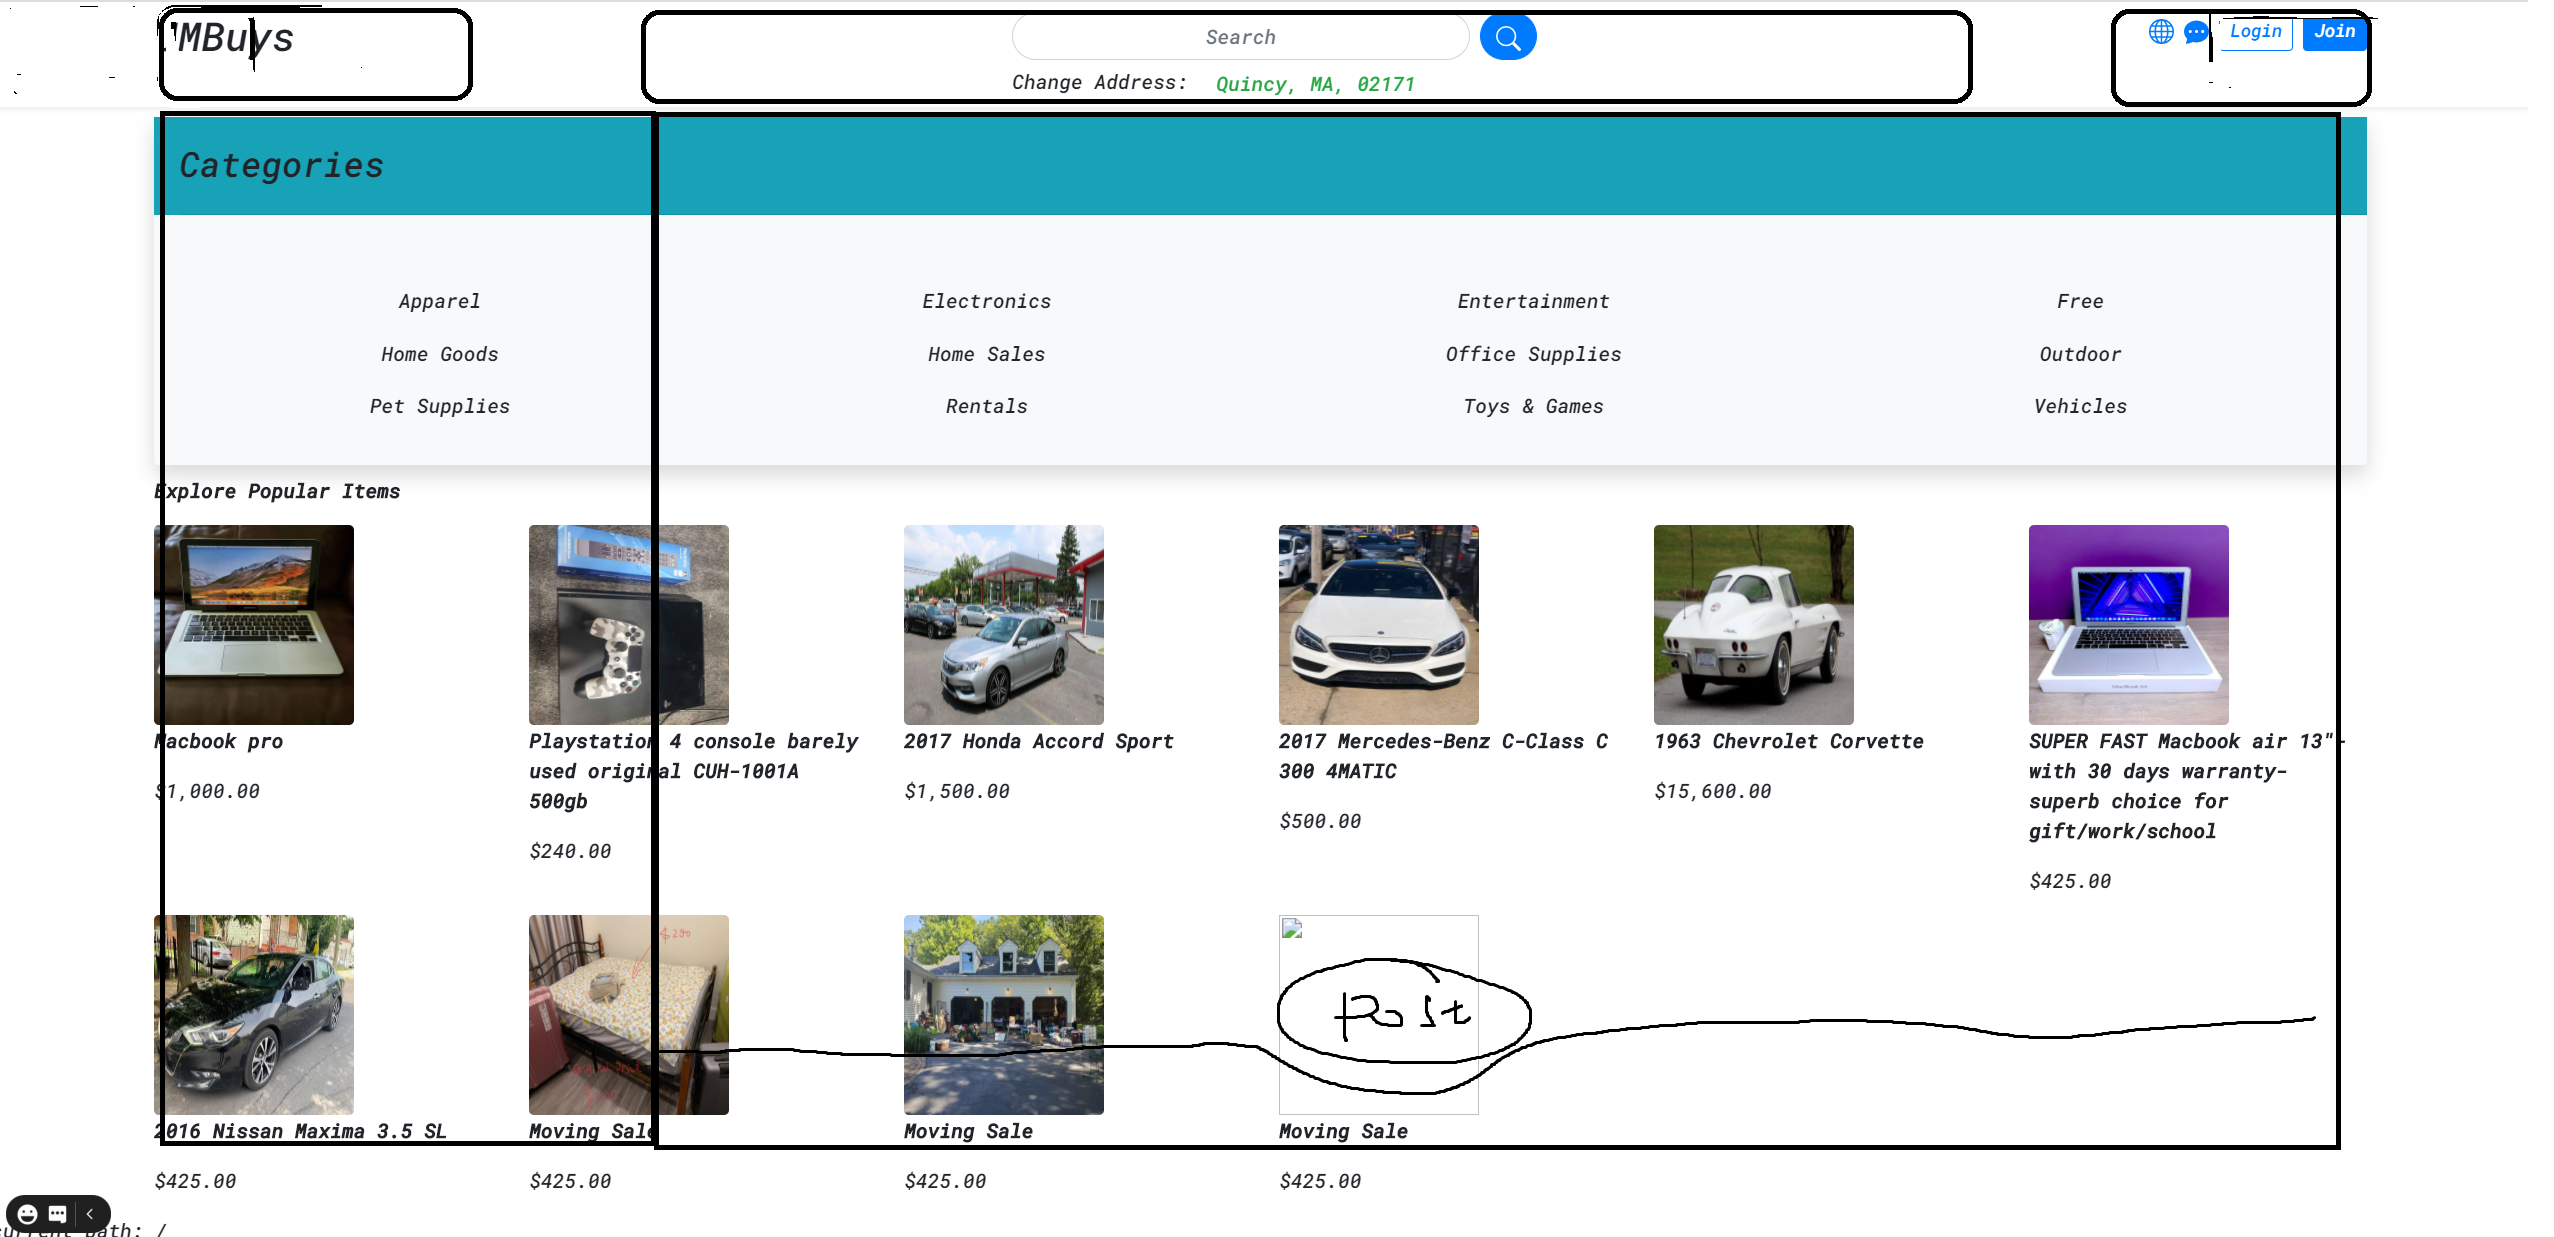 MBuys
Search
Login
Join
Change Address: Quincy, MA, 02171
Categories
Apparel
Electronics
Entertainment
Free
Home Goods
Home Sales
Office Supplies
Outdoor
Pet Supplies
Rentals
Toys & Games
Vehicles
Explore Popular Items
Macbook pro
$1,000.00
Playstation 4 console barely
used original CUH-1001A
500gb
$240.00
2017 Honda Accord Sport
$1,500.00
2017 Mercedes-Benz C-Class C
300 4MATIC
$500.00
1963 Chevrolet Corvette
$15,600.00
SUPER FAST Macbook air 13"-
with 30 days warranty-
superb choice for
gift/work/school
$425.00
$200
Post
2016 Nissan Maxima 3.5 SL
$425.00
Moving Sale
$425.00
Moving Sale
$425.00
Moving Sale
$425.00
current path: /